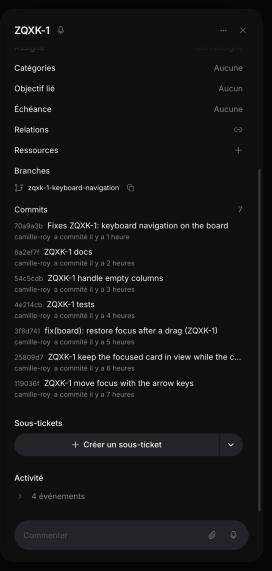 ZQXK-1
Catégories Aucune
Objectif lié Aucun
Échéance Aucune
Relations
Ressources
Branches
zqxk-1-keyboard-navigation
Commits 7
70a9a3b Fixes ZQXK-1: keyboard navigation on the board
camille-roy a commité il y a 1 heure
6a2ef7f ZQXK-1 docs
camille-roy a commité il y a 2 heures
54c5cdb ZQXK-1 handle empty columns
camille-roy a commité il y a 3 heures
4e214cb ZQXK-1 tests
camille-roy a commité il y a 4 heures
3f8d741 fix(board): restore focus after a drag (ZQXK-1)
camille-roy a commité il y a 5 heures
25809d7 ZQXK-1 keep the focused card in view while the c...
camille-roy a commité il y a 6 heures
119036f ZQXK-1 move focus with the arrow keys
camille-roy a commité il y a 7 heures
Sous-tickets
+ Créer un sous-ticket
Activité
4 événements
Commenter